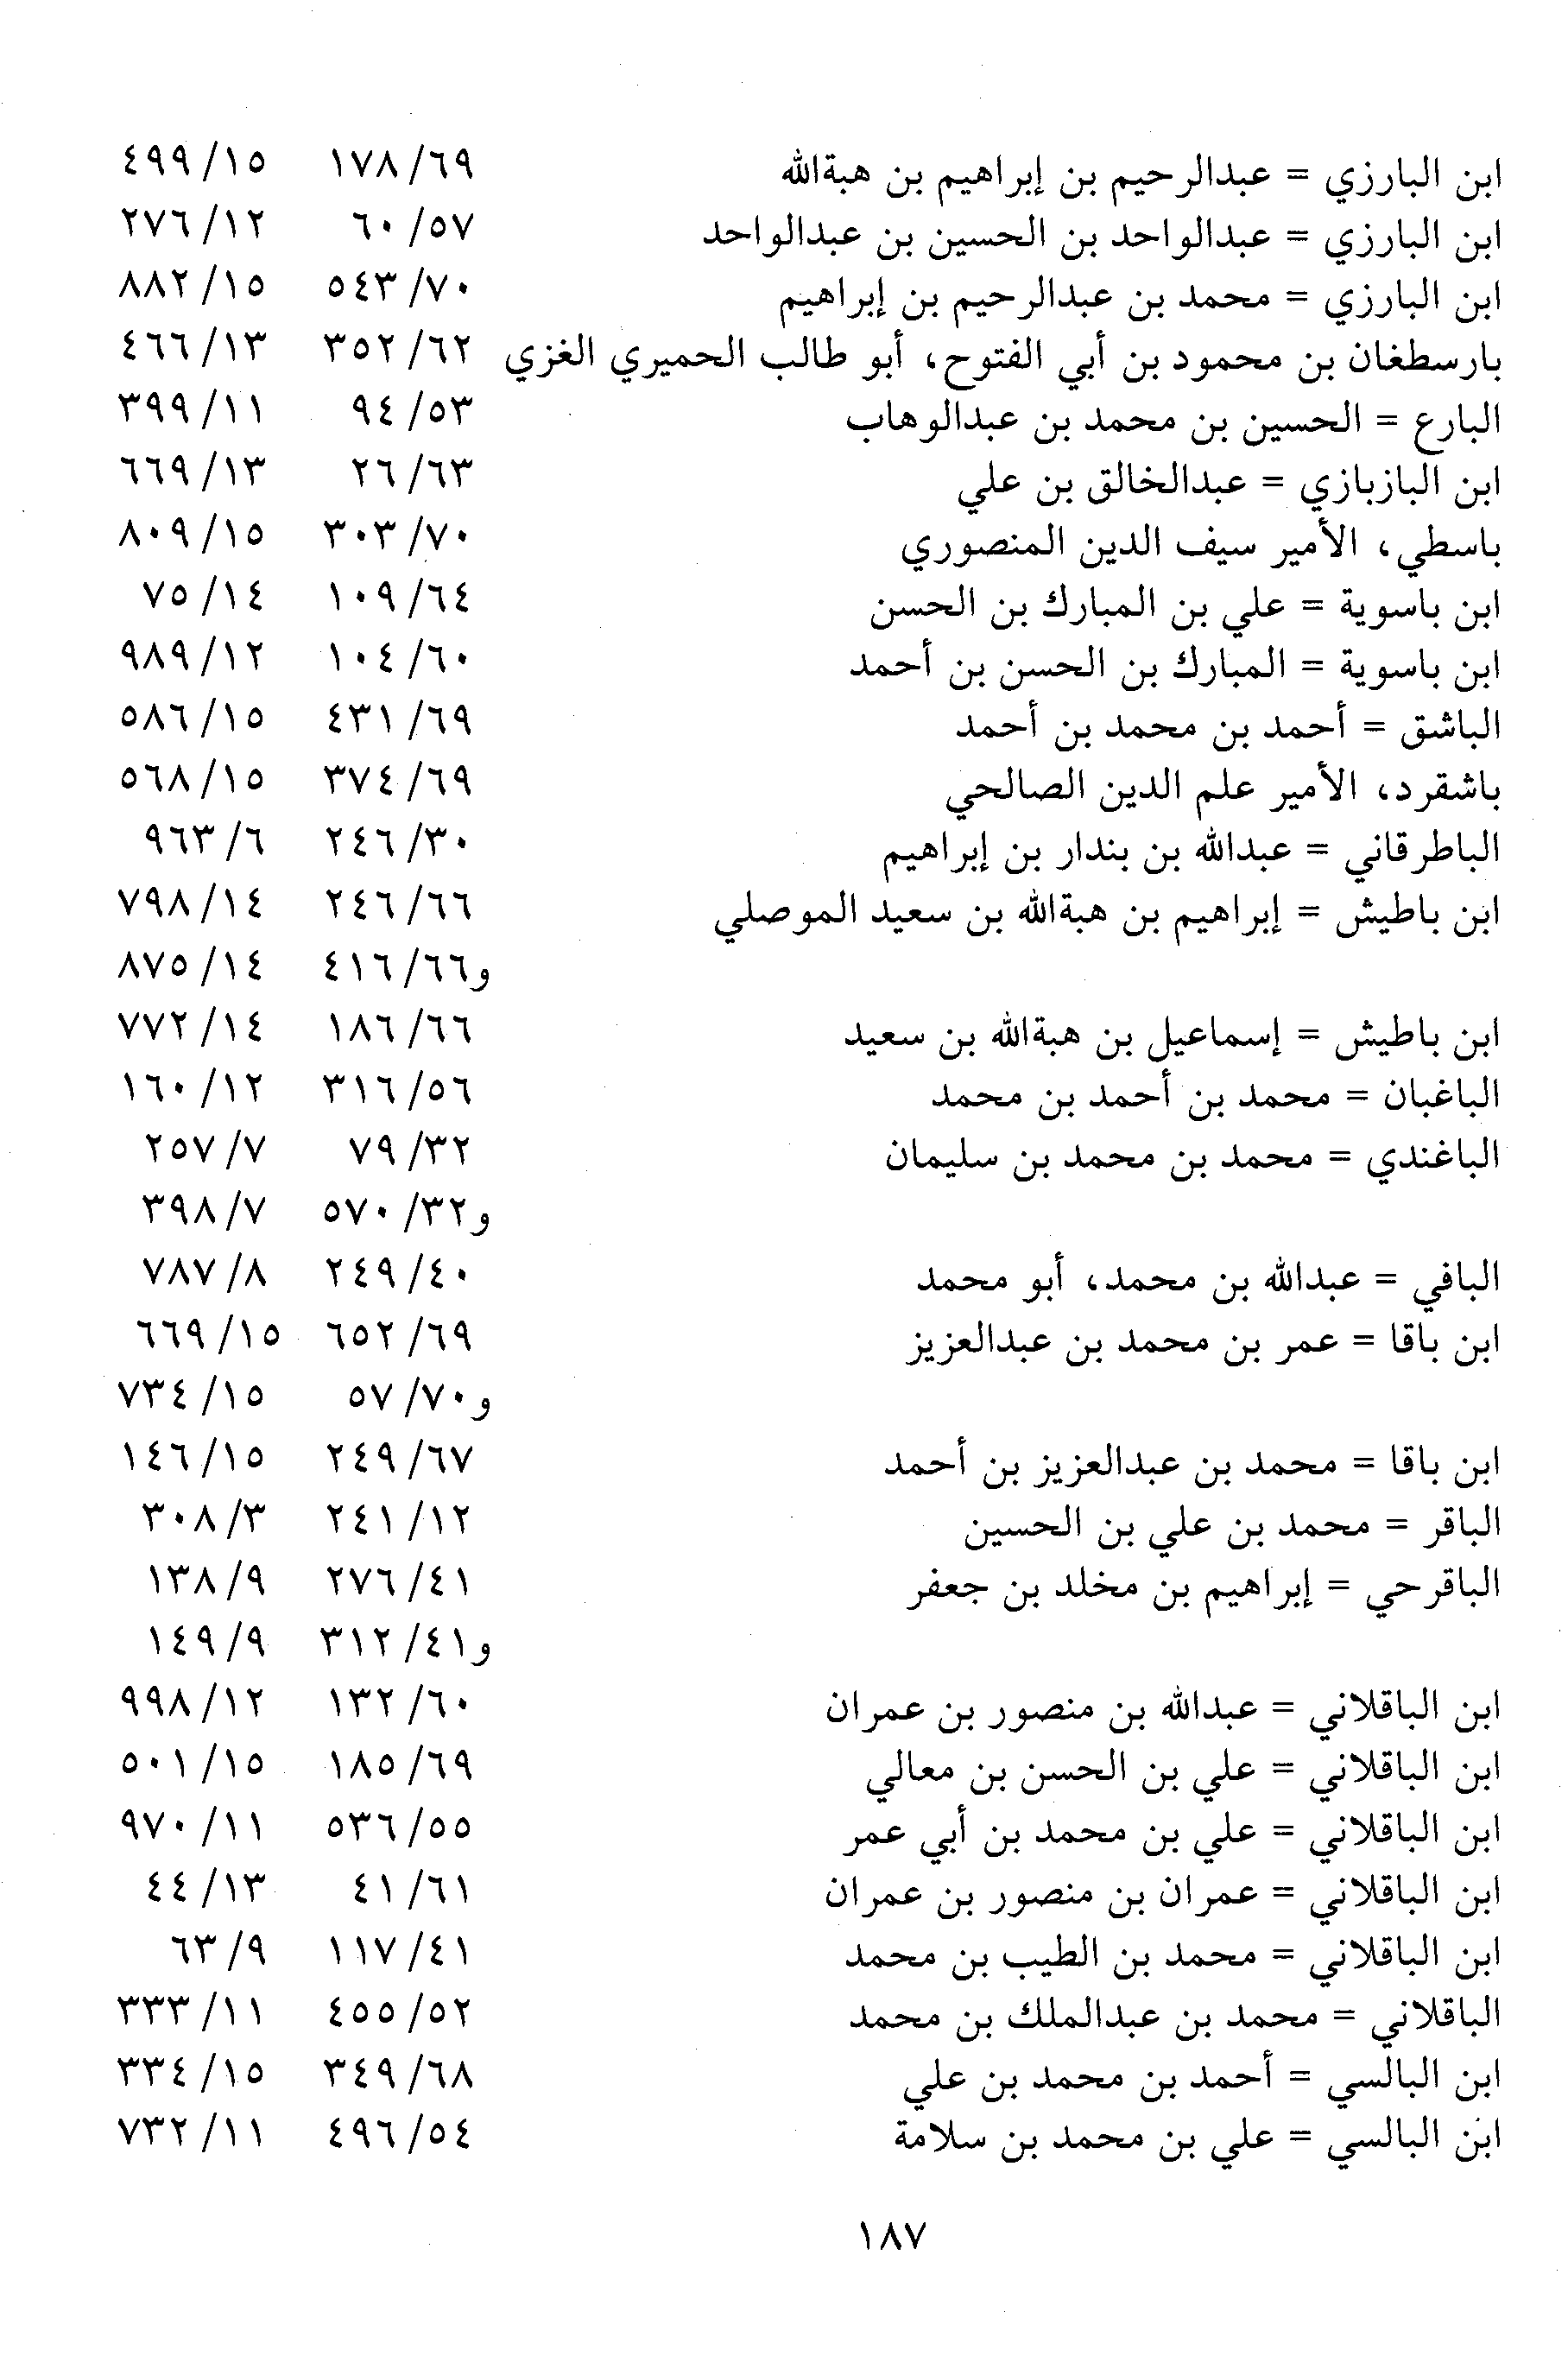 ابن البارزي = عبدالرحيم بن إبراهيم بن هبةالله ٦٩/ ١٧٨ ١٥/ ٤٩٩
ابن البارزي = عبدالواحد بن الحسين بن عبدالواحد ٥٧/ ٦٠ ١٢/ ٢٧٦
ابن البارزي = محمد بن عبدالرحيم بن إبراهيم ٧٠/ ٥٤٣ ١٥/ ٨٨٢
بارسطغان بن محمود بن أبي الفتوح، أبو طالب الحميري الغزي ٦٢/ ٣٥٢ ١٣/ ٤٦٦
البارع = الحسين بن محمد بن عبدالوهاب ٥٣/ ٩٤ ١١/ ٣٩٩
ابن البازبازي = عبدالخالق بن علي ٦٣/ ٢٦ ١٣/ ٦٦٩
باسطي، الأمير سيف الدين المنصوري ٧٠/ ٣٠٣ ١٥/ ٨٠٩
ابن باسوية = علي بن المبارك بن الحسن ٦٤/ ١٠٩ ١٤/ ٧٥
ابن باسوية = المبارك بن الحسن بن أحمد ٦٠/ ١٠٤ ١٢/ ٩٨٩
الباشق = أحمد بن محمد بن أحمد ٦٩/ ٤٣١ ١٥/ ٥٨٦
باشقرد، الأمير علم الدين الصالحي ٦٩/ ٣٧٤ ١٥/ ٥٦٨
الباطرقاني = عبدالله بن بندار بن إبراهيم ٣٠/ ٢٤٦ ٦/ ٩٦٣
ابن باطيش = إبراهيم بن هبةالله بن سعيد الموصلي ٦٦/ ٢٤٦ ١٤/ ٧٩٨
و٦٦/ ٤١٦ ١٤/ ٨٧٥
ابن باطيش = إسماعيل بن هبةالله بن سعيد ٦٦/ ١٨٦ ١٤/ ٧٧٢
الباغبان = محمد بن أحمد بن محمد ٥٦/ ٣١٦ ١٢/ ١٦٠
الباغندي = محمد بن محمد بن سليمان ٣٢/ ٧٩ ٧/ ٢٥٧
و٣٢/ ٥٧٠ ٧/ ٣٩٨
البافي = عبدالله بن محمد، أبو محمد ٤٠/ ٢٤٩ ٨/ ٧٨٧
ابن باقا = عمر بن محمد بن عبدالعزيز ٦٩/ ٦٥٢ ١٥/ ٦٦٩
و٧٠/ ٥٧ ١٥/ ٧٣٤
ابن باقا = محمد بن عبدالعزيز بن أحمد ٦٧/ ٢٤٩ ١٥/ ١٤٦
الباقر = محمد بن علي بن الحسين ١٢/ ٢٤١ ٣/ ٣٠٨
الباقرحي = إبراهيم بن مخلد بن جعفر ٤١/ ٢٧٦ ٩/ ١٣٨
و٤١/ ٣١٢ ٩/ ١٤٩
ابن الباقلاني = عبدالله بن منصور بن عمران ٦٠/ ١٣٢ ١٢/ ٩٩٨
ابن الباقلاني = علي بن الحسن بن معالي ٦٩/ ١٨٥ ١٥/ ٥٠١
ابن الباقلاني = علي بن محمد بن أبي عمر ٥٥/ ٥٣٦ ١١/ ٩٧٠
ابن الباقلاني = عمران بن منصور بن عمران ٦١/ ٤١ ١٣/ ٤٤
ابن الباقلاني = محمد بن الطيب بن محمد ٤١/ ١١٧ ٩/ ٦٣
الباقلاني = محمد بن عبدالملك بن محمد ٥٢/ ٤٥٥ ١١/ ٣٣٣
ابن البالسي = أحمد بن محمد بن علي ٦٨/ ٣٤٩ ١٥/ ٣٣٤
ابن البالسي = علي بن محمد بن سلامة ٥٤/ ٤٩٦ ١١/ ٧٣٢
١٨٧